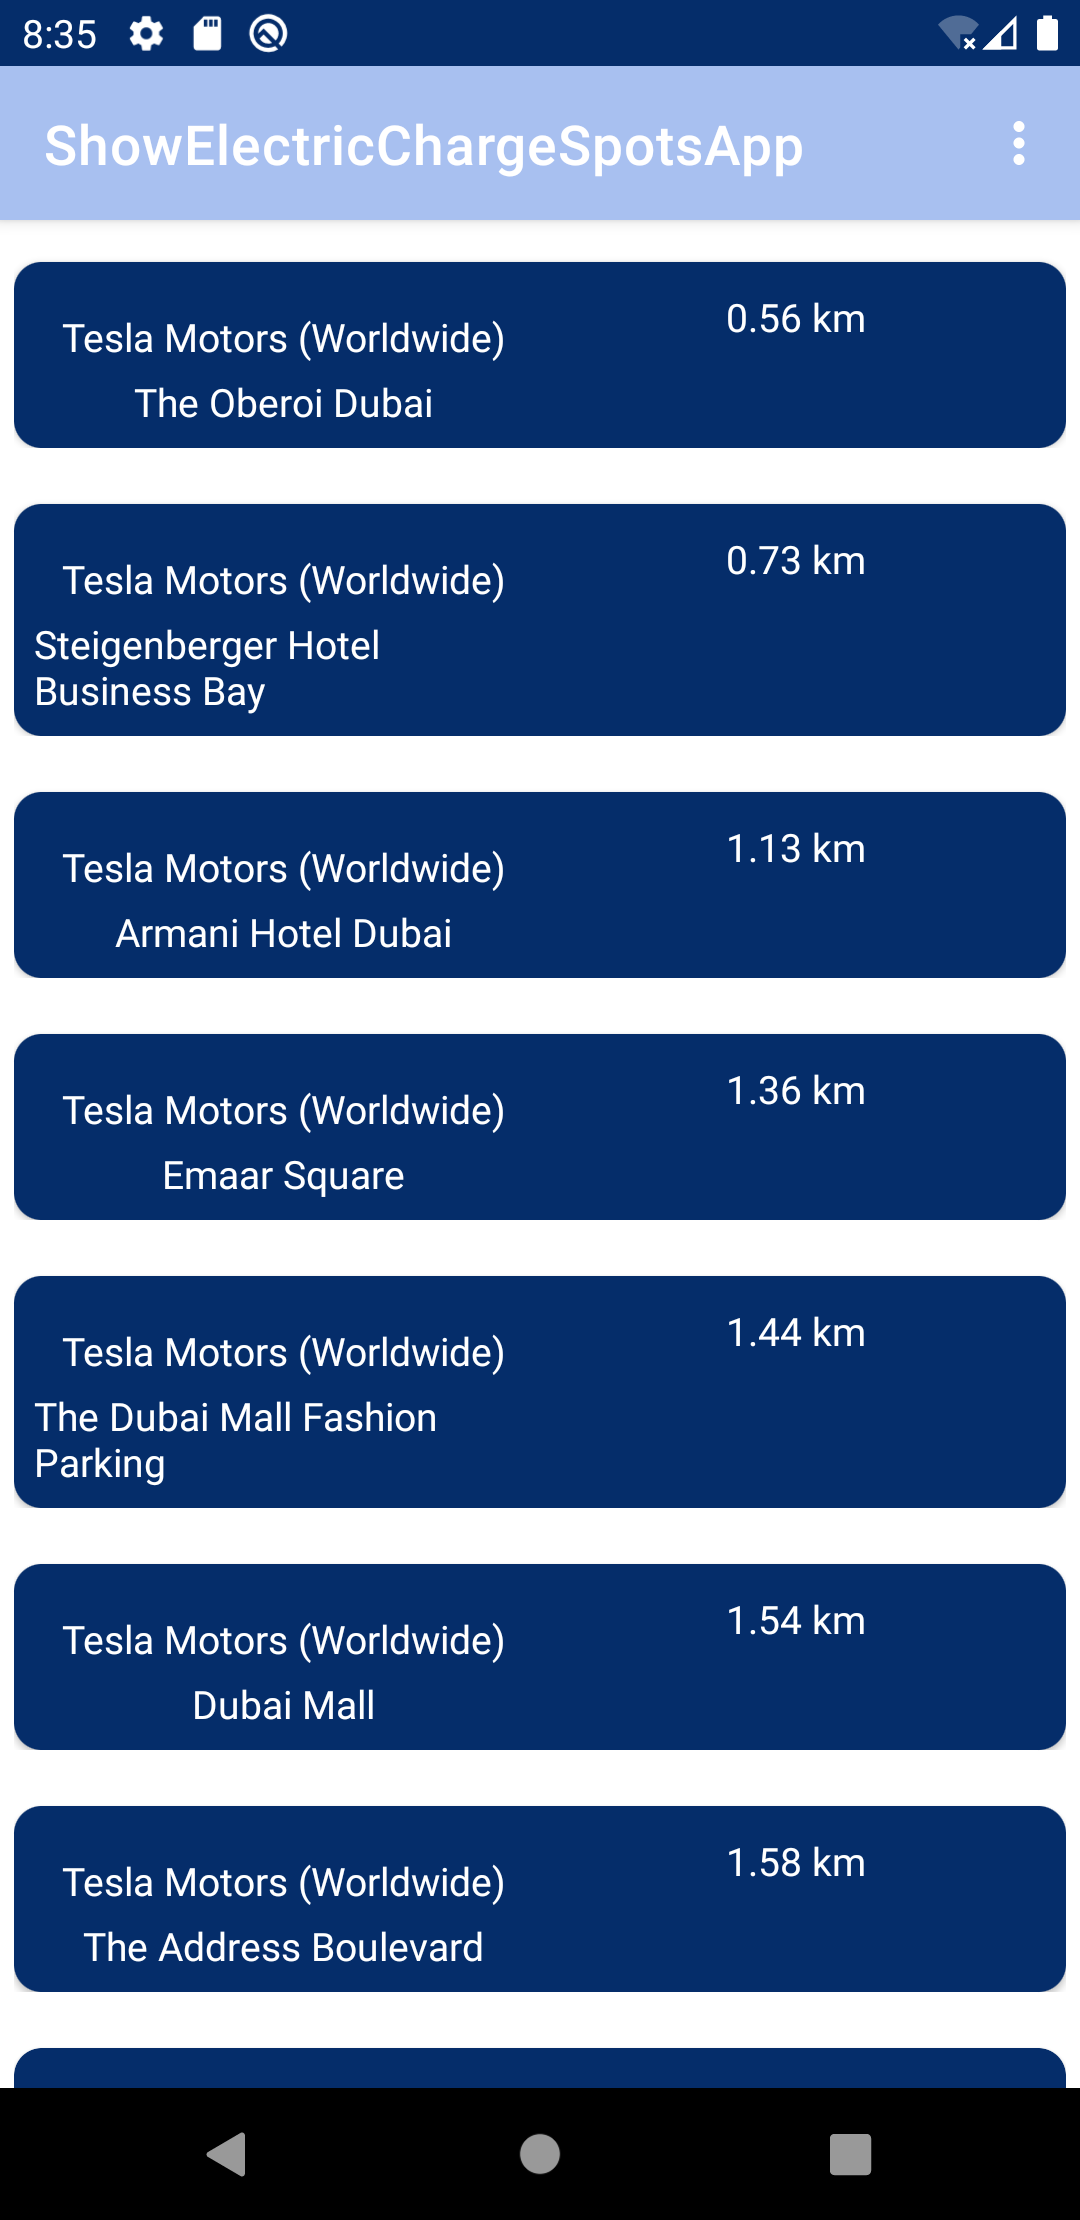 8:35
ShowElectricChargeSpotsApp
Tesla Motors (Worldwide)
0.56 km
The Oberoi Dubai
Tesla Motors (Worldwide)
0.73 km
Steigenberger Hotel
Business Bay
Tesla Motors (Worldwide)
1.13 km
Armani Hotel Dubai
Tesla Motors (Worldwide)
1.36 km
Emaar Square
Tesla Motors (Worldwide)
1.44 km
The Dubai Mall Fashion
Parking
Tesla Motors (Worldwide)
1.54 km
Dubai Mall
Tesla Motors (Worldwide)
1.58 km
The Address Boulevard